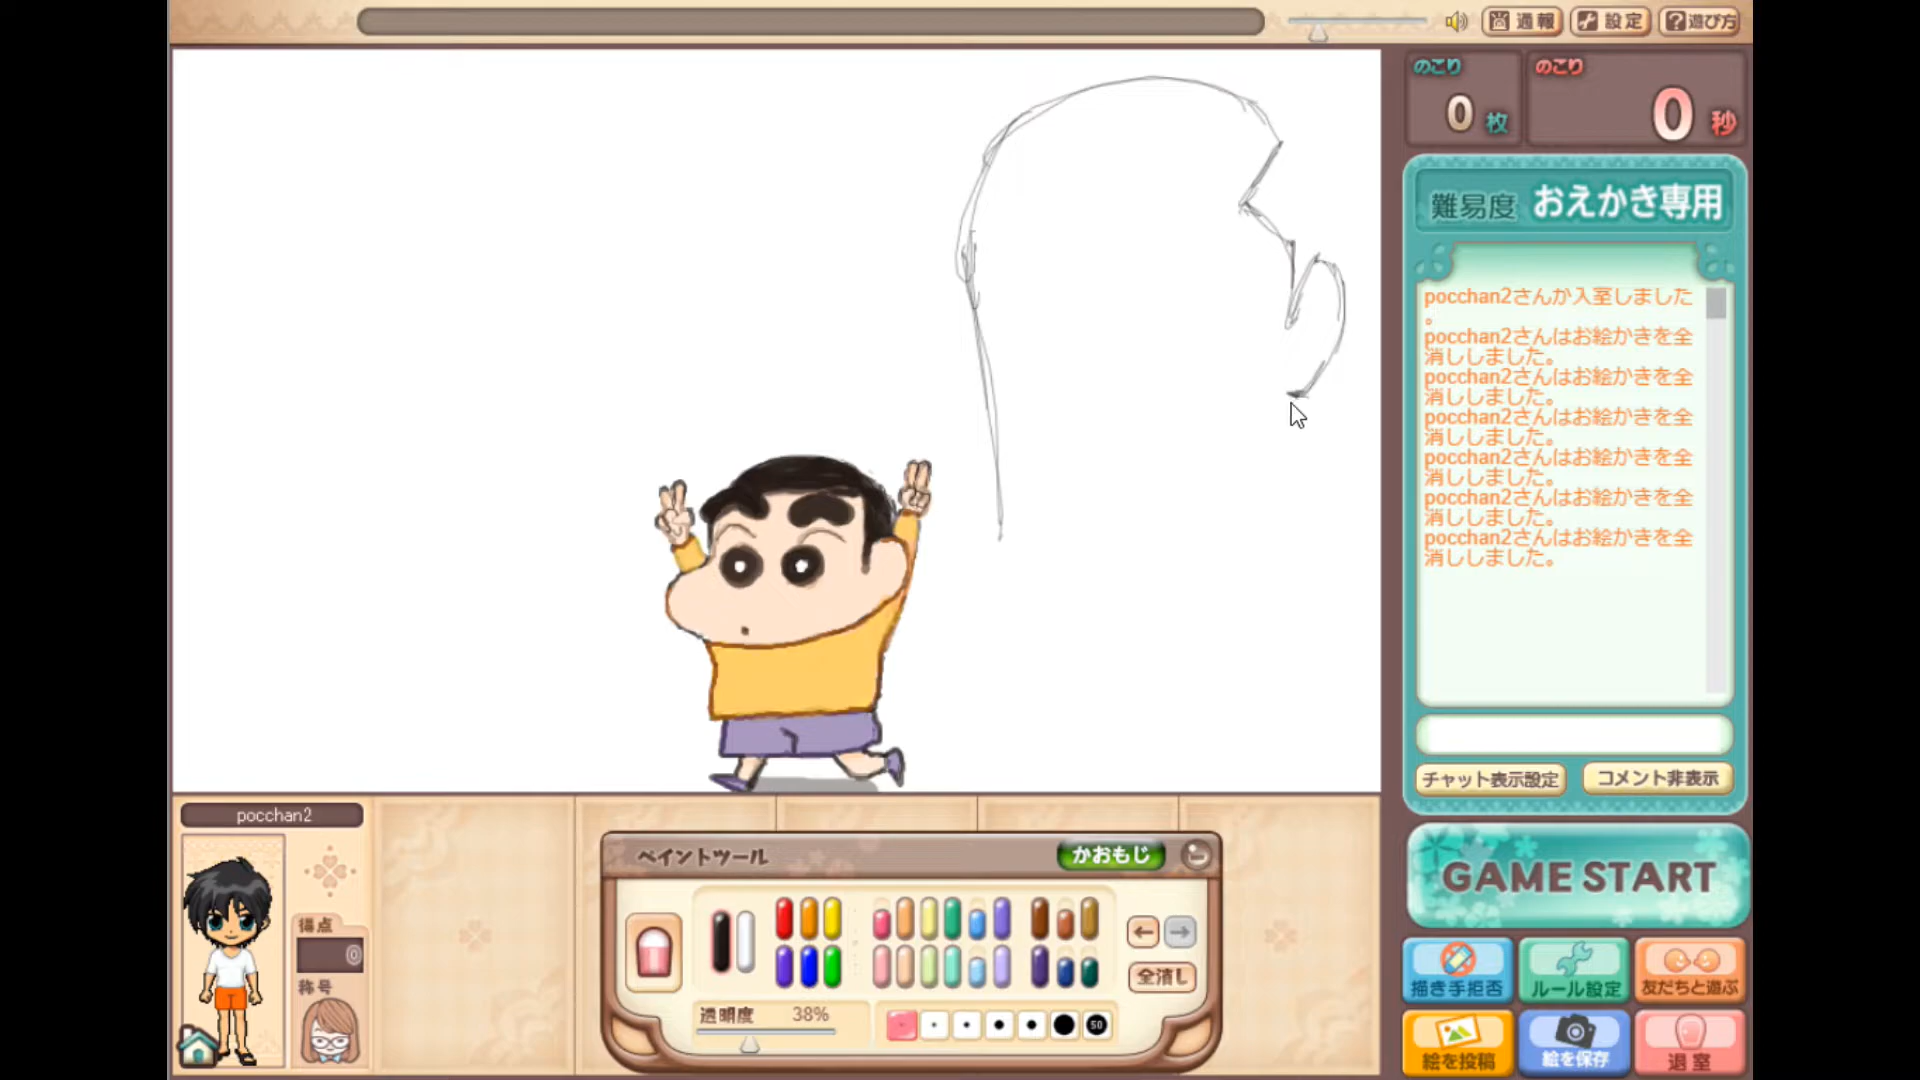 通報
設定
?遊び方
のこり
0枚
のこり
0秒
難易度 おえかき専用
pocchan2さんが入室しました
。
pocchan2さんはお絵かきを全
消ししました。
pocchan2さんはお絵かきを全
消ししました。
pocchan2さんはお絵かきを全
消ししました。
pocchan2さんはお絵かきを全
消ししました。
pocchan2さんはお絵かきを全
消ししました。
pocchan2さんはお絵かきを全
消ししました。
チャット表示設定
コメント非表示
GAME START
描き手拒否
ルール設定
友だちと遊ぶ
絵を投稿
絵を保存
退室
pocchan2
得点
0
称号
ペイントツール
かおもじ
全消し
透明度 38%
50